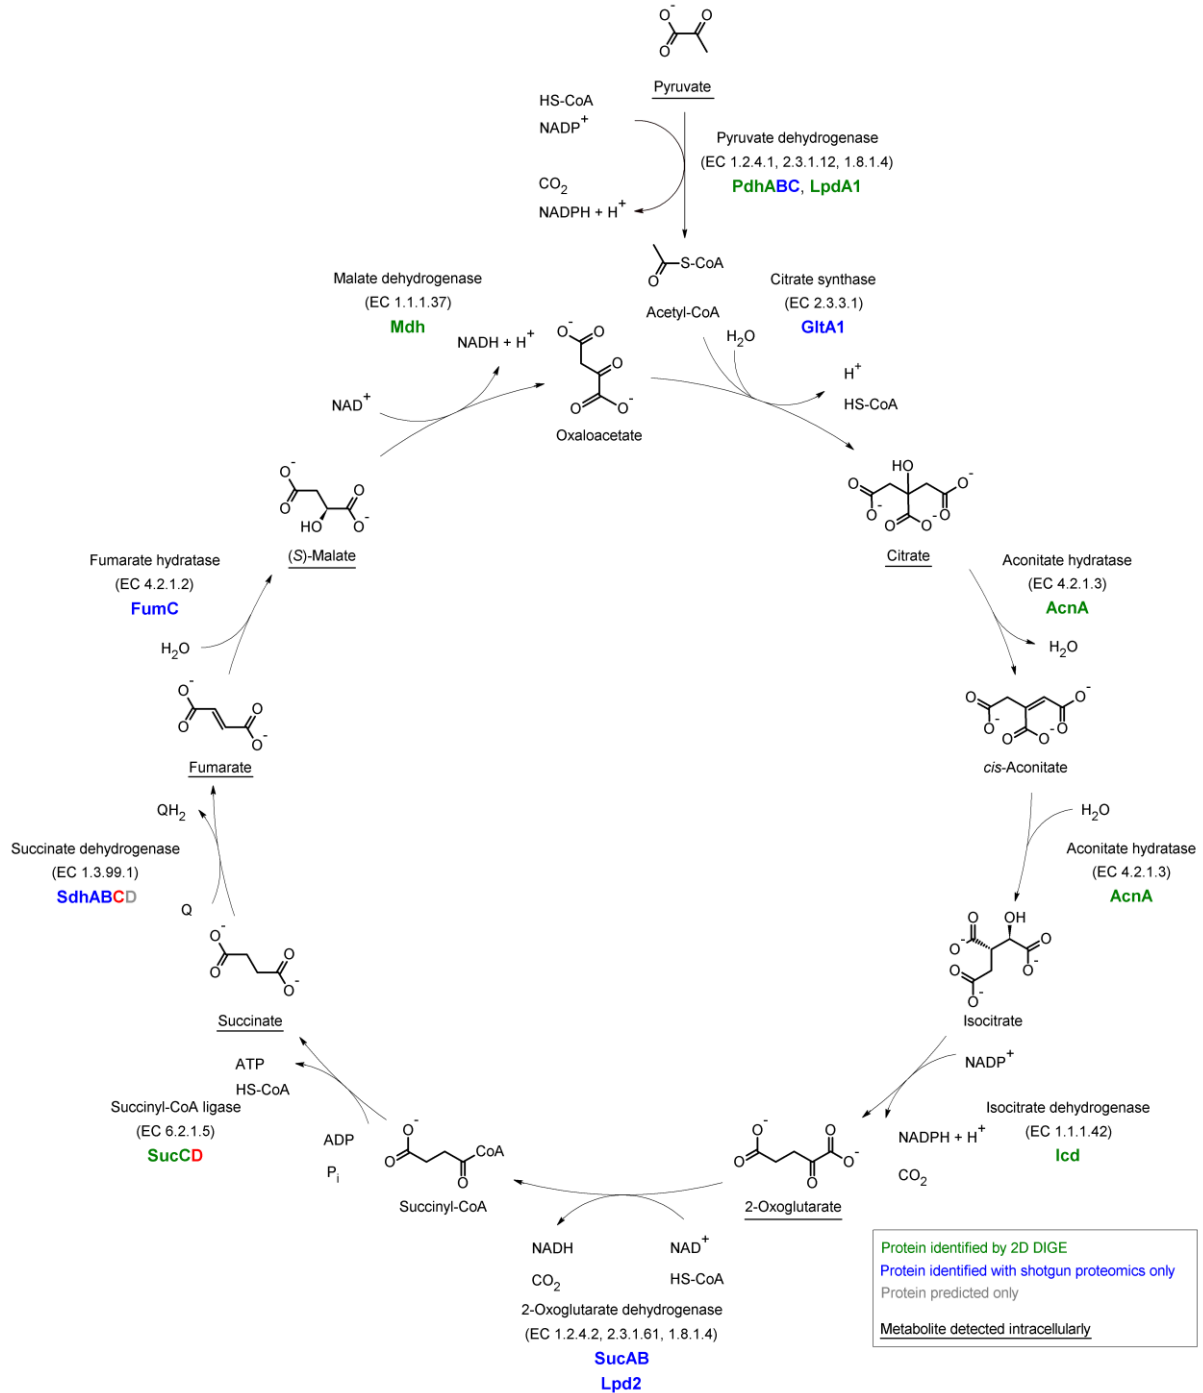 O⁻
O
O
Pyruvate
HS-CoA
NADP⁺
CO₂
NADPH + H⁺
Pyruvate dehydrogenase
(EC 1.2.4.1, 2.3.1.12, 1.8.1.4)
PdhABC, LpdA1
S-CoA
O
Acetyl-CoA
Citrate synthase
(EC 2.3.3.1)
GltA1
H₂O
H⁺
HS-CoA
Malate dehydrogenase
(EC 1.1.1.37)
Mdh
NADH + H⁺
NAD⁺
O⁻
O
O
O
O⁻
Oxaloacetate
HO
O
O⁻
O⁻
O
O
O⁻
Citrate
Aconitate hydratase
(EC 4.2.1.3)
AcnA
H₂O
O
O⁻
O⁻
O
O
O⁻
cis-Aconitate
H₂O
Aconitate hydratase
(EC 4.2.1.3)
AcnA
O
OH
O⁻
O
O⁻
O
O⁻
Isocitrate
NADP⁺
Isocitrate dehydrogenase
(EC 1.1.1.42)
Icd
NADPH + H⁺
CO₂
O⁻
O
O
O
O⁻
2-Oxoglutarate
NAD⁺
HS-CoA
NADH
CO₂
2-Oxoglutarate dehydrogenase
(EC 1.2.4.2, 2.3.1.61, 1.8.1.4)
SucAB
Lpd2
O⁻
O
CoA
O
Succinyl-CoA
ADP
Pᵢ
ATP
HS-CoA
Succinyl-CoA ligase
(EC 6.2.1.5)
SucCD
O⁻
O
O
O⁻
Succinate
Q
QH₂
Succinate dehydrogenase
(EC 1.3.99.1)
SdhABCD
O⁻
O
O
O⁻
Fumarate
H₂O
Fumarate hydratase
(EC 4.2.1.2)
FumC
O⁻
O
HO
O
O⁻
(S)-Malate
Protein identified by 2D DIGE
Protein identified with shotgun proteomics only
Protein predicted only
Metabolite detected intracellularly